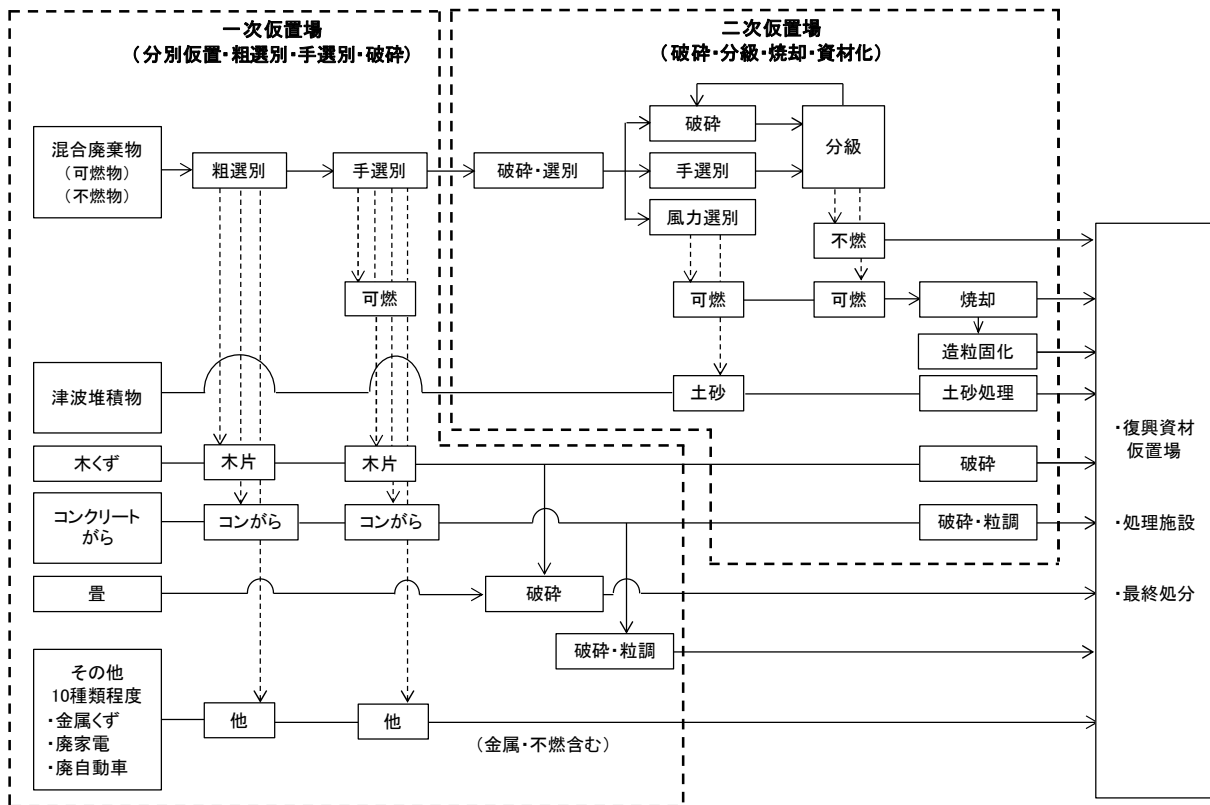 一次仮置場
（分別仮置・粗選別・手選別・破砕）
二次仮置場
（破砕・分級・焼却・資材化）
混合廃棄物
（可燃物）
（不燃物）
粗選別
手選別
破砕・選別
破砕
手選別
風力選別
分級
不燃
可燃
可燃
可燃
焼却
造粒固化
津波堆積物
土砂
土砂処理
木くず
木片
木片
破砕
コンクリート
がら
コンがら
コンがら
破砕・粒調
畳
破砕
破砕・粒調
その他
10種類程度
・金属くず
・廃家電
・廃自動車
他
他
（金属・不燃含む）
・復興資材
仮置場
・処理施設
・最終処分